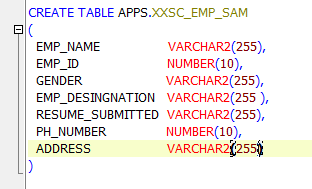 CREATE TABLE APPS.XXSC_EMP_SAM
(
EMP_NAME VARCHAR2(255),
EMP_ID NUMBER(10),
GENDER VARCHAR2(255),
EMP_DESINGNATION VARCHAR2(255 ),
RESUME_SUBMITTED VARCHAR2(255),
PH_NUMBER NUMBER(10),
ADDRESS VARCHAR2(255)
)